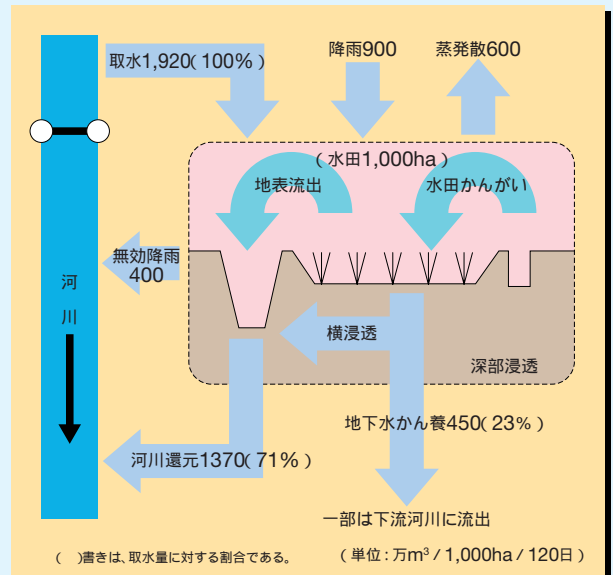 取水1,920(100%)
降雨900
蒸発散600
(水田1,000ha)
地表流出
水田かんがい
無効降雨
400
河川
横浸透
深部浸透
地下水かん養450(23%)
河川還元1370(71%)
一部は下流河川に流出
( )書きは、取水量に対する割合である。
(単位:万m³/1,000ha/120日)